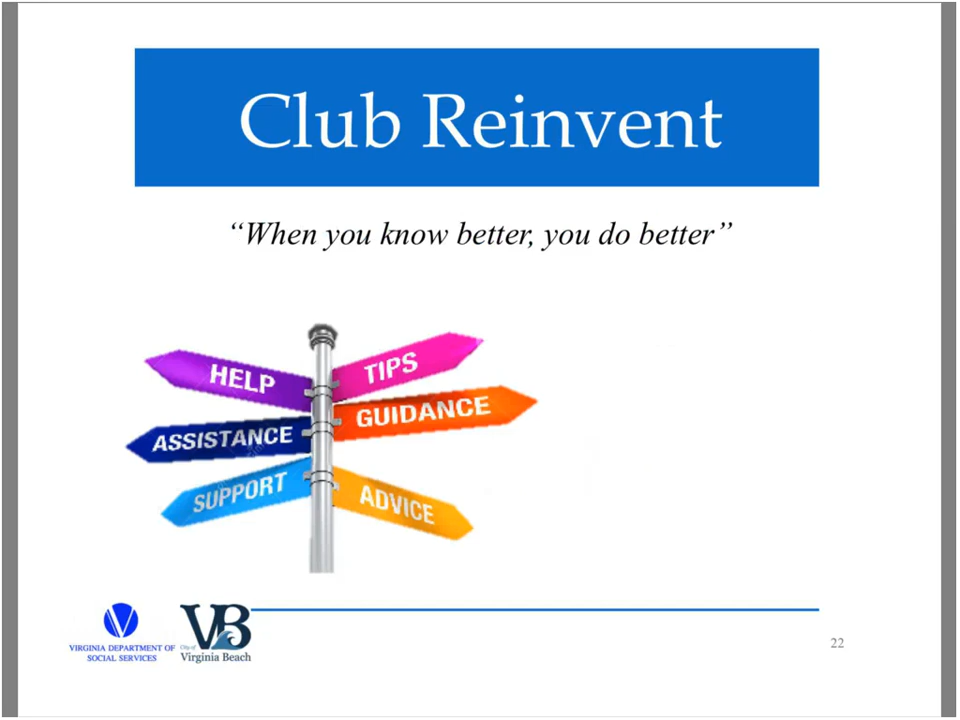 Club Reinvent
“When you know better, you do better”
HELP
TIPS
GUIDANCE
ASSISTANCE
SUPPORT
ADVICE
VIRGINIA DEPARTMENT OF
SOCIAL SERVICES
VB
City of
Virginia Beach
22